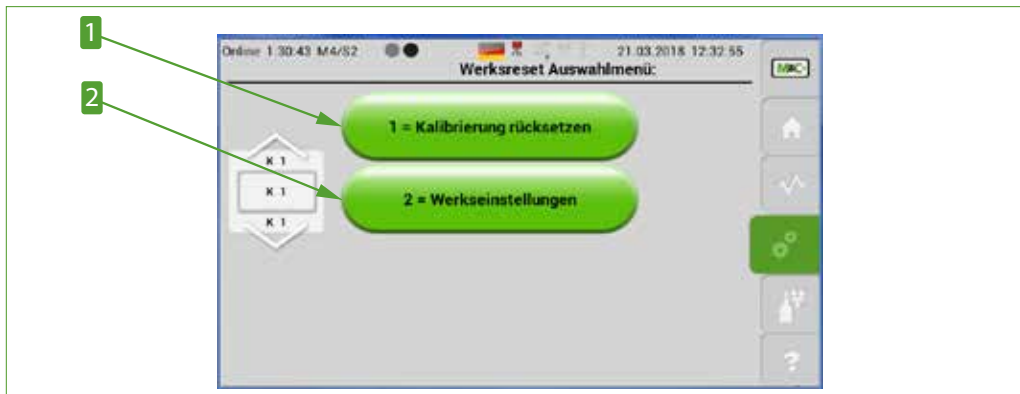 1
Online 1.30:43 M4/S2 21.03.2018 12:32:55
Werksreset Auswahlmenü:
2
1 = Kalibrierung rücksetzen
K 1
K 1
2 = Werkseinstellungen
K 1
?